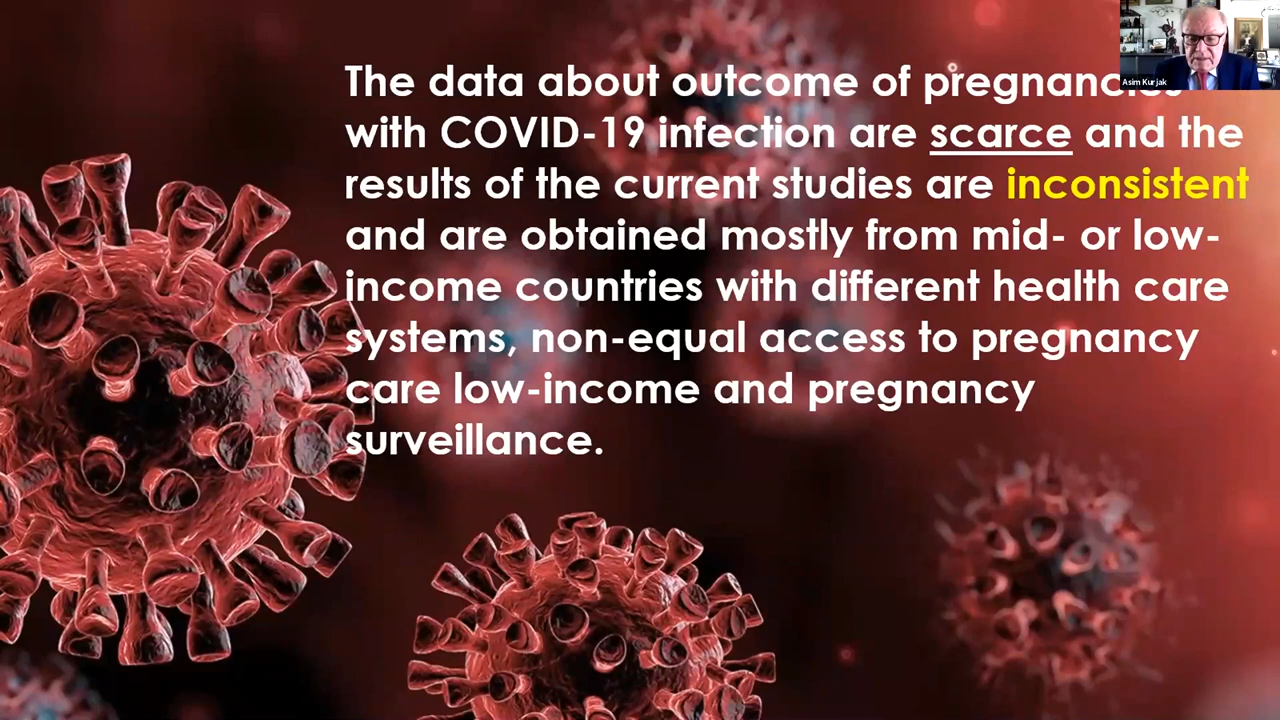 The data about outcome of pregnancies
with COVID-19 infection are scarce and the
results of the current studies are inconsistent
and are obtained mostly from mid- or low-
income countries with different health care
systems, non-equal access to pregnancy
care low-income and pregnancy
surveillance.
Asim Kurjak